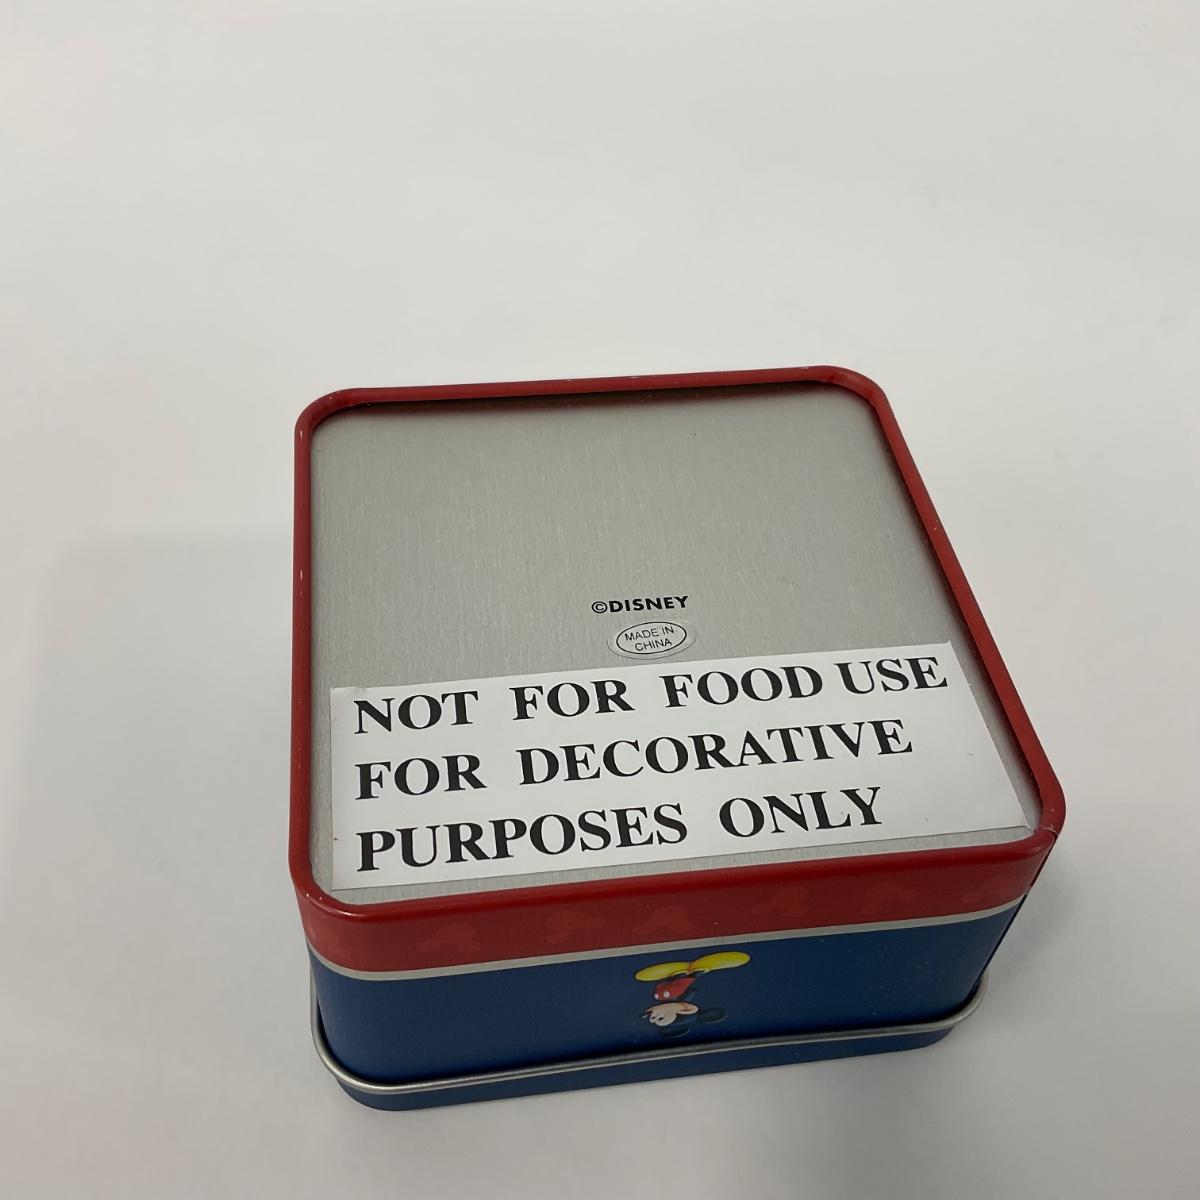 ©DISNEY
MADE IN
CHINA
NOT FOR FOOD USE
FOR DECORATIVE
PURPOSES ONLY